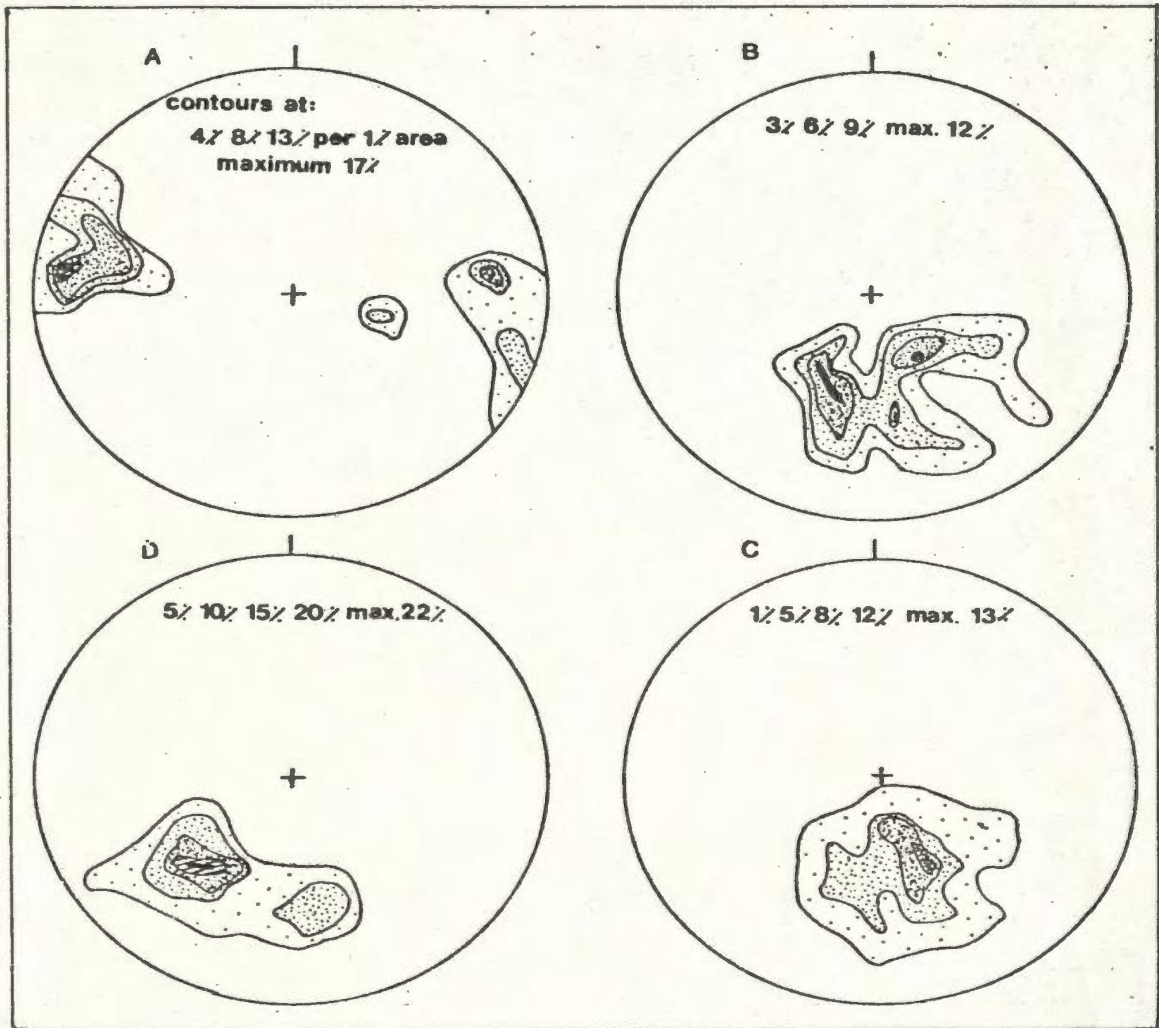 A
contours at:
4% 8% 13% per 1% area
maximum 17%
B
3% 6% 9% max. 12%
D
5% 10% 15% 20% max. 22%
C
1% 5% 8% 12% max. 13%